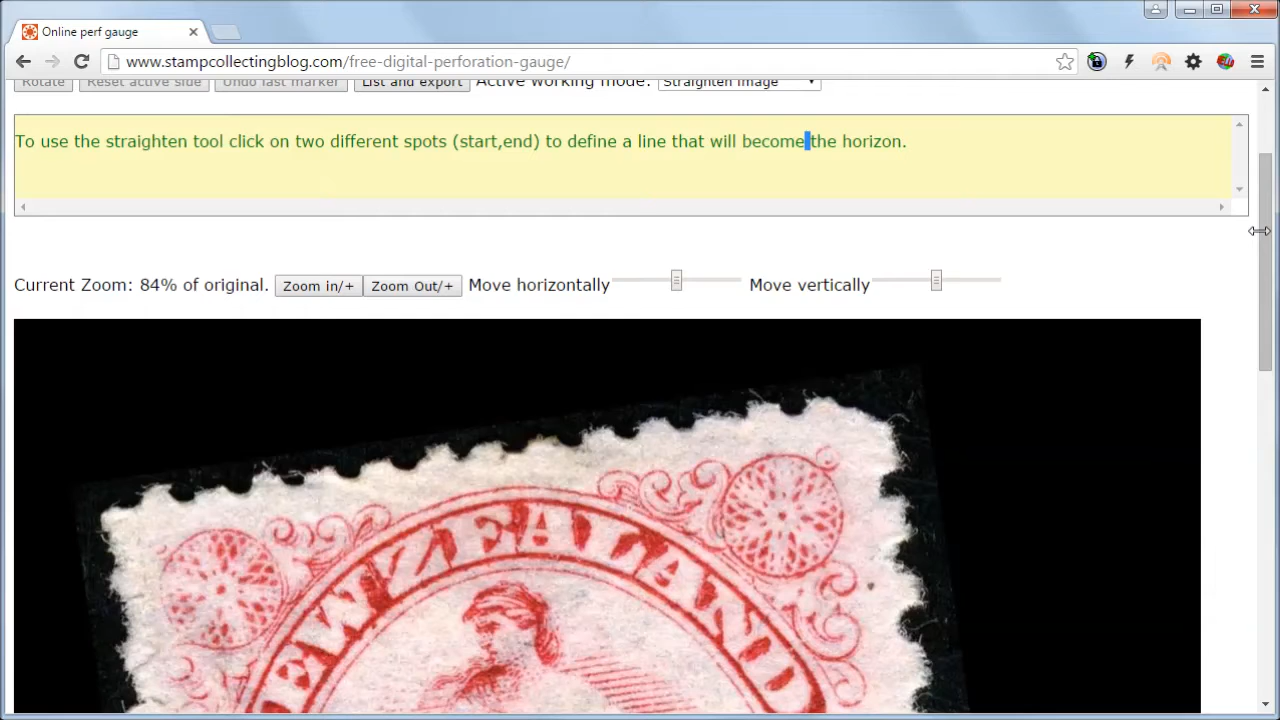 Online perf gauge
www.stampcollectingblog.com/free-digital-perforation-gauge/
Rotate Reset active side Undo last marker List and export Active working mode: Straighten image
To use the straighten tool click on two different spots (start,end) to define a line that will become the horizon.
Current Zoom: 84% of original. Zoom in/+ Zoom Out/+ Move horizontally Move vertically
NEW ZEALAND